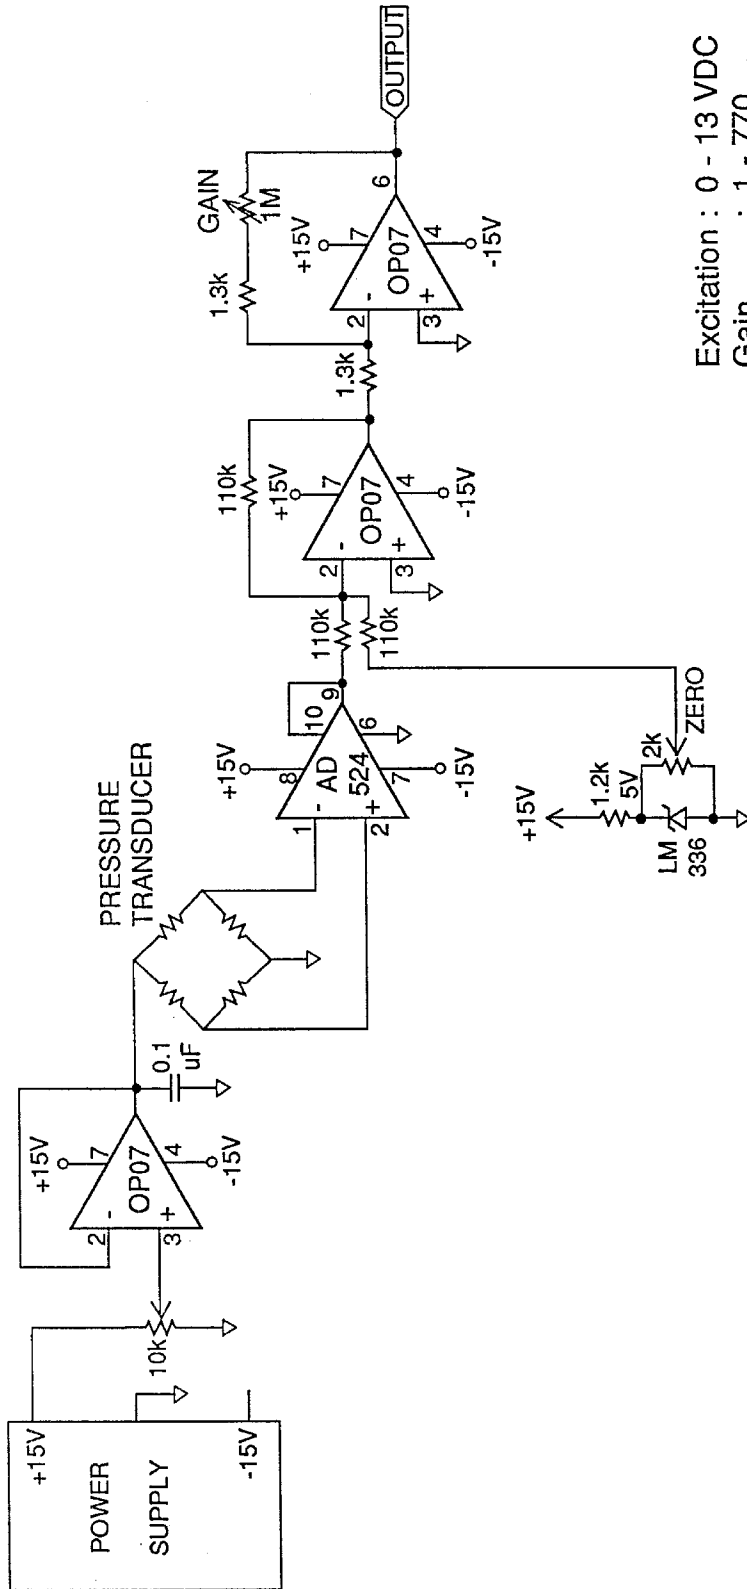 POWER
SUPPLY
+15V
-15V
10k
+15V
7
2
-
OP07
+
3
4
-15V
0.1
uF
PRESSURE
TRANSDUCER
+15V
8
1
-
AD
524
+
2
10
9
6
7
-15V
110k
110k
110k
+15V
7
2
-
OP07
+
3
4
-15V
+15V
1.2k
5V
LM
336
2k
ZERO
1.3k
1.3k
GAIN
1M
+15V
7
2
-
OP07
+
3
4
-15V
6
OUTPUT
Excitation : 0 - 13 VDC
Gain : 1 - 770